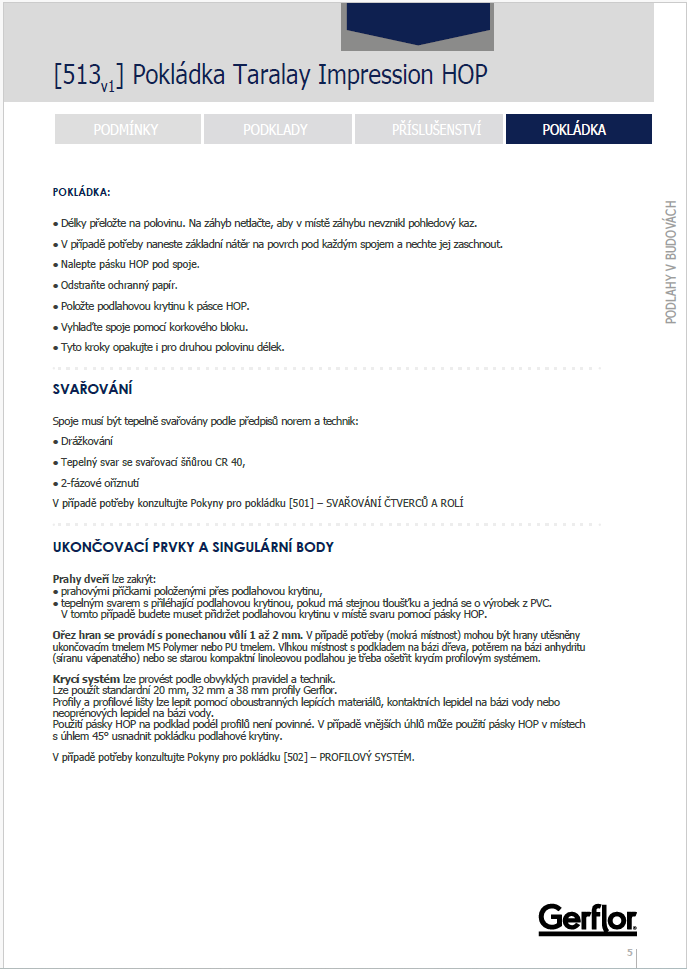 [513v1] Pokládka Taralay Impression HOP
PODMÍNKY
PODKLADY
PŘÍSLUŠENSTVÍ
POKLÁDKA
PODLAHY V BUDOVÁCH
POKLÁDKA:
● Délky přeložte na polovinu. Na záhyb netlačte, aby v místě záhybu nevznikl pohledový kaz.
● V případě potřeby naneste základní nátěr na povrch pod každým spojem a nechte jej zaschnout.
● Nalepte pásku HOP pod spoje.
● Odstraňte ochranný papír.
● Položte podlahovou krytinu k pásce HOP.
● Vyhlaďte spoje pomocí korkového bloku.
● Tyto kroky opakujte i pro druhou polovinu délek.
SVAŘOVÁNÍ
Spoje musí být tepelně svařovány podle předpisů norem a technik:
● Drážkování
● Tepelný svar se svařovací šňůrou CR 40,
● 2-fázové oříznutí
V případě potřeby konzultujte Pokyny pro pokládku [501] – SVAŘOVÁNÍ ČTVERCŮ A ROLÍ
UKONČOVACÍ PRVKY A SINGULÁRNÍ BODY
Prahy dveří lze zakrýt:
● prahovými příčkami položenými přes podlahovou krytinu,
● tepelným svarem s přiléhající podlahovou krytinou, pokud má stejnou tloušťku a jedná se o výrobek z PVC.
V tomto případě budete muset přidržet podlahovou krytinu v místě svaru pomocí pásky HOP.
Ořez hran se provádí s ponechanou vůlí 1 až 2 mm. V případě potřeby (mokrá místnost) mohou být hrany utěsněny
ukončovacím tmelem MS Polymer nebo PU tmelem. Vlhkou místnost s podkladem na bázi dřeva, potěrem na bázi anhydritu
(síranu vápenatého) nebo se starou kompaktní linoleovou podlahou je třeba ošetřit krycím profilovým systémem.
Krycí systém lze provést podle obvyklých pravidel a technik.
Lze použít standardní 20 mm, 32 mm a 38 mm profily Gerflor.
Profily a profilové lišty lze lepit pomocí oboustranných lepících materiálů, kontaktních lepidel na bázi vody nebo
neoprénových lepidel na bázi vody.
Použití pásky HOP na podklad podél profilů není povinné. V případě vnějších úhlů může použití pásky HOP v místech
s úhlem 45° usnadnit pokládku podlahové krytiny.
V případě potřeby konzultujte Pokyny pro pokládku [502] – PROFILOVÝ SYSTÉM.
Gerflor®
5